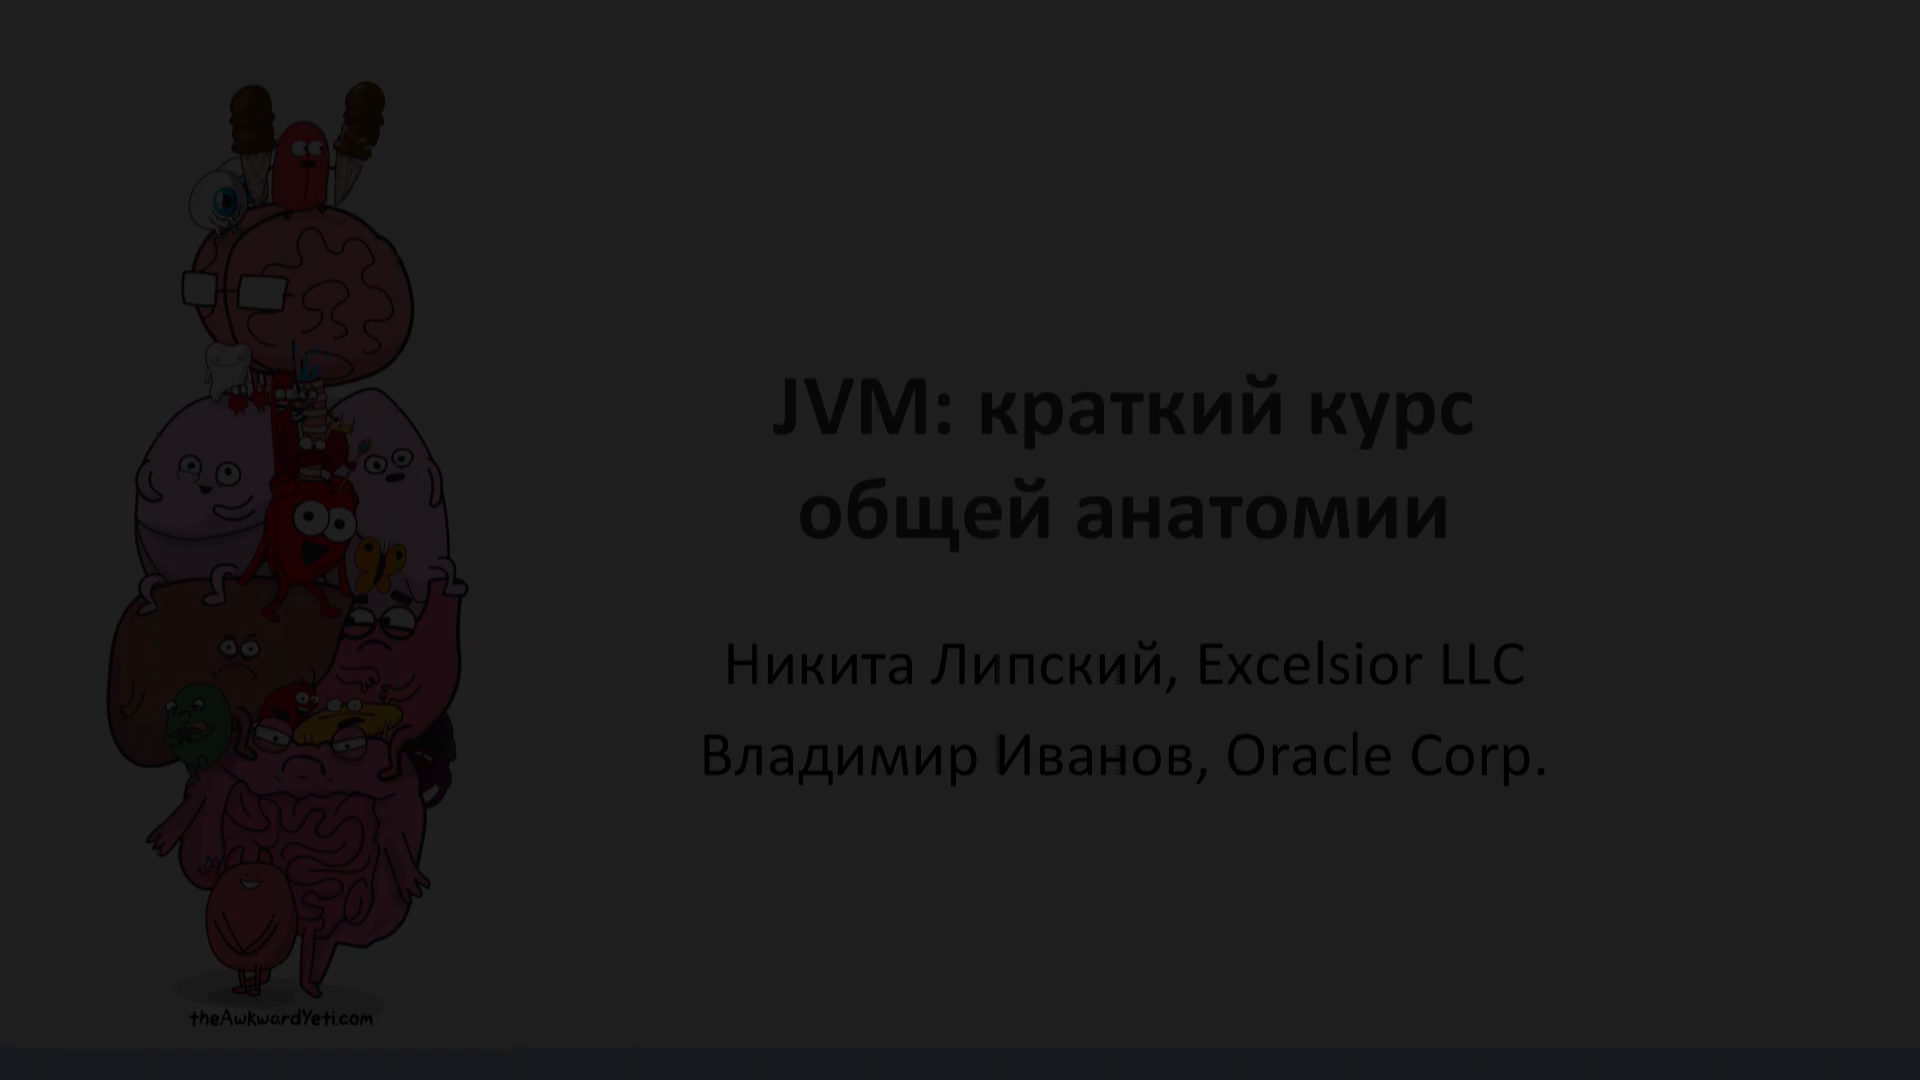 JVM: краткий курс
общей анатомии
Никита Липский, Excelsior LLC
Владимир Иванов, Oracle Corp.
theAwkwardYeti.com